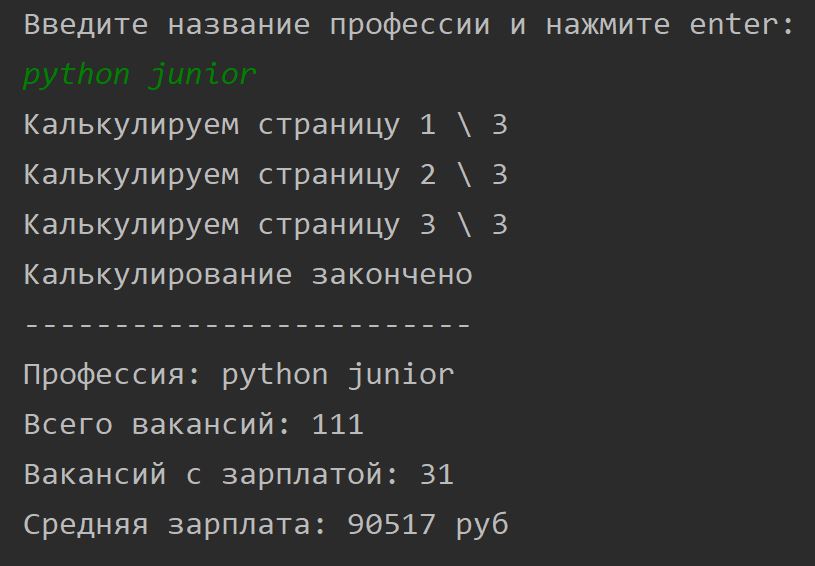 Введите название профессии и нажмите enter:
python junior
Калькулируем страницу 1 \ 3
Калькулируем страницу 2 \ 3
Калькулируем страницу 3 \ 3
Калькулирование закончено
-------------------------
Профессия: python junior
Всего вакансий: 111
Вакансий с зарплатой: 31
Средняя зарплата: 90517 руб